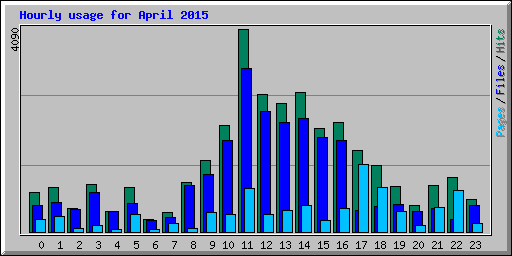 Hourly usage for April 2015
4090
Pages / Files / Hits
0 1 2 3 4 5 6 7 8 9 10 11 12 13 14 15 16 17 18 19 20 21 22 23